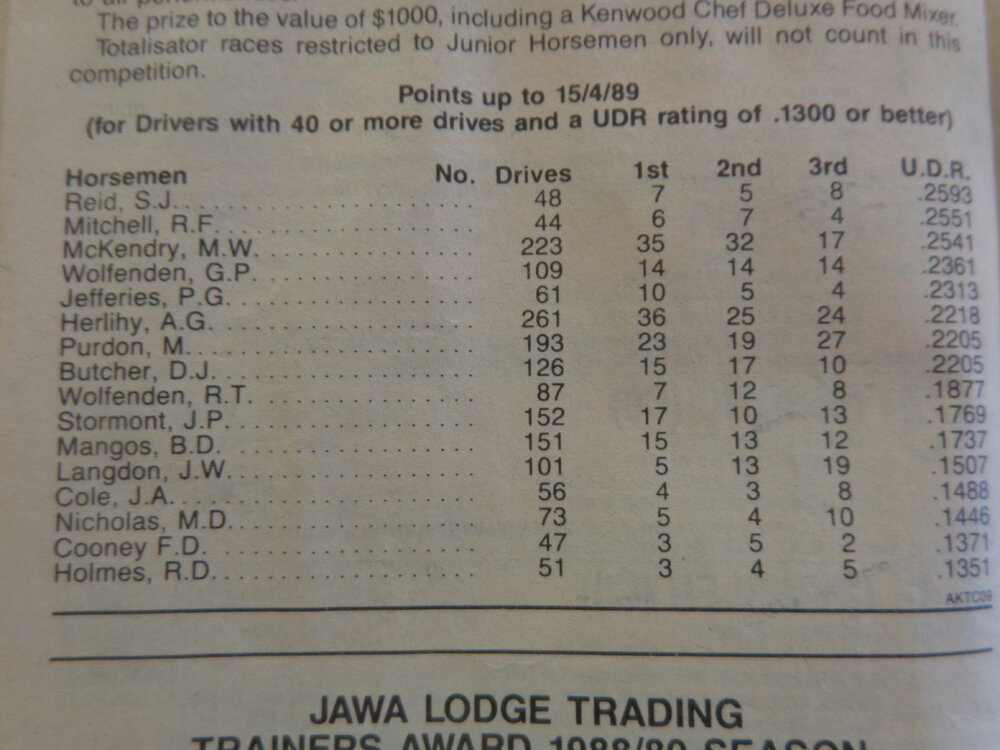 to all
The prize to the value of $1000, including a Kenwood Chef Deluxe Food Mixer.
Totalisator races restricted to Junior Horsemen only, will not count in this
competition.
Points up to 15/4/89
(for Drivers with 40 or more drives and a UDR rating of .1300 or better)
Horsemen No. Drives 1st 2nd 3rd U.D.R.
Reid, S.J. 48 7 5 8 .2593
Mitchell, R.F. 44 6 7 4 .2551
McKendry, M.W. 223 35 32 17 .2541
Wolfenden, G.P. 109 14 14 14 .2361
Jefferies, P.G. 61 10 5 4 .2313
Herlihy, A.G. 261 36 25 24 .2218
Purdon, M. 193 23 19 27 .2205
Butcher, D.J. 126 15 17 10 .2205
Wolfenden, R.T. 87 7 12 8 .1877
Stormont, J.P. 152 17 10 13 .1769
Mangos, B.D. 151 15 13 12 .1737
Langdon, J.W. 101 5 13 19 .1507
Cole, J.A. 56 4 3 8 .1488
Nicholas, M.D. 73 5 4 10 .1446
Cooney F.D. 47 3 5 2 .1371
Holmes, R.D. 51 3 4 5 .1351
AKTC09
JAWA LODGE TRADING
TRAINERS AWARD 1988/89 SEASON